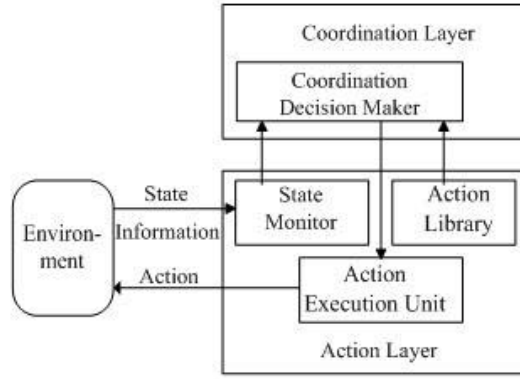 Coordination Layer
Coordination
Decision Maker
State
Information
Environ-
ment
State
Monitor
Action
Library
Action
Action
Execution Unit
Action Layer